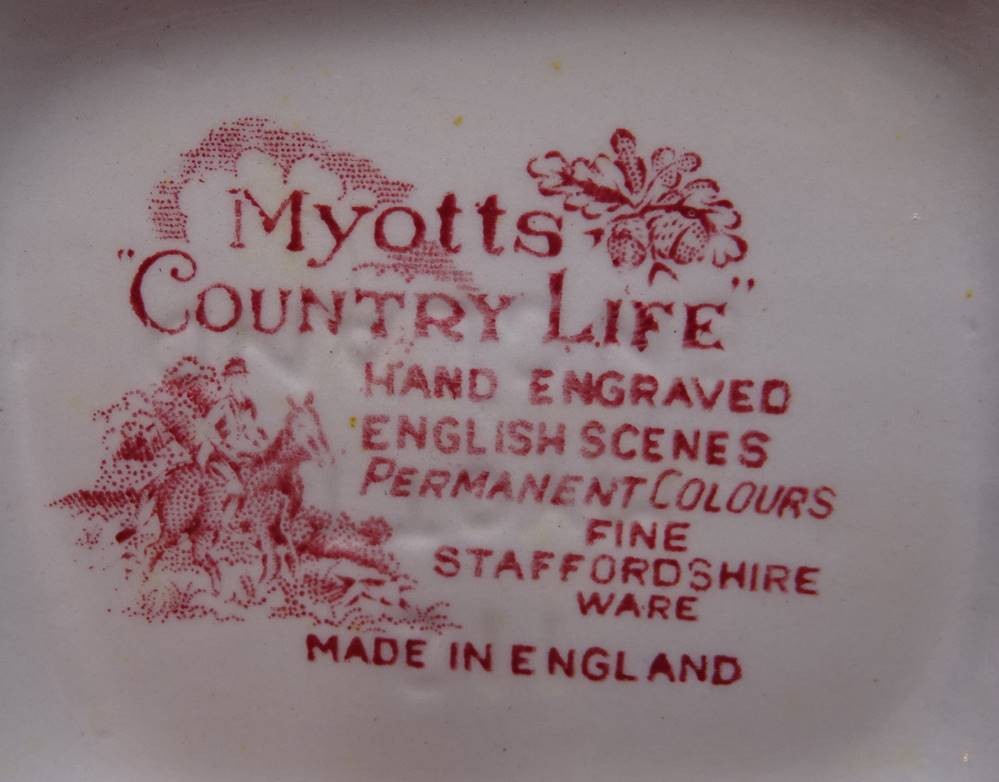 Myotts
"COUNTRY LIFE"
HAND ENGRAVED
ENGLISH SCENES
PERMANENT COLOURS
FINE
STAFFORDSHIRE
WARE
MADE IN ENGLAND